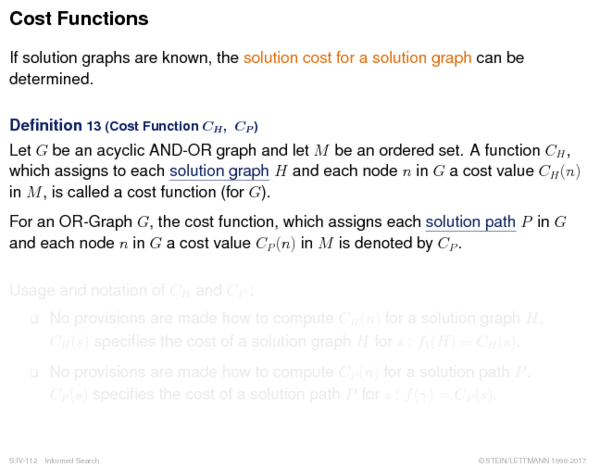 Cost Functions
If solution graphs are known, the solution cost for a solution graph can be
determined.
Definition 13 (Cost Function C_H, C_P)
Let G be an acyclic AND-OR graph and let M be an ordered set. A function C_H,
which assigns to each solution graph H and each node n in G a cost value C_H(n)
in M, is called a cost function (for G).
For an OR-Graph G, the cost function, which assigns each solution path P in G
and each node n in G a cost value C_P(n) in M is denoted by C_P.
Usage and notation of C_H and C_P:
❑ No provisions are made how to compute C_H(n) for a solution graph H.
C_H(s) specifies the cost of a solution graph H for s: f₁(H) = C_H(s).
❑ No provisions are made how to compute C_P(n) for a solution path P.
C_P(s) specifies the cost of a solution path P for s: f(γ) = C_P(s).
S:IV-112 Informed Search ©STEIN/LETTMANN 1998-2017